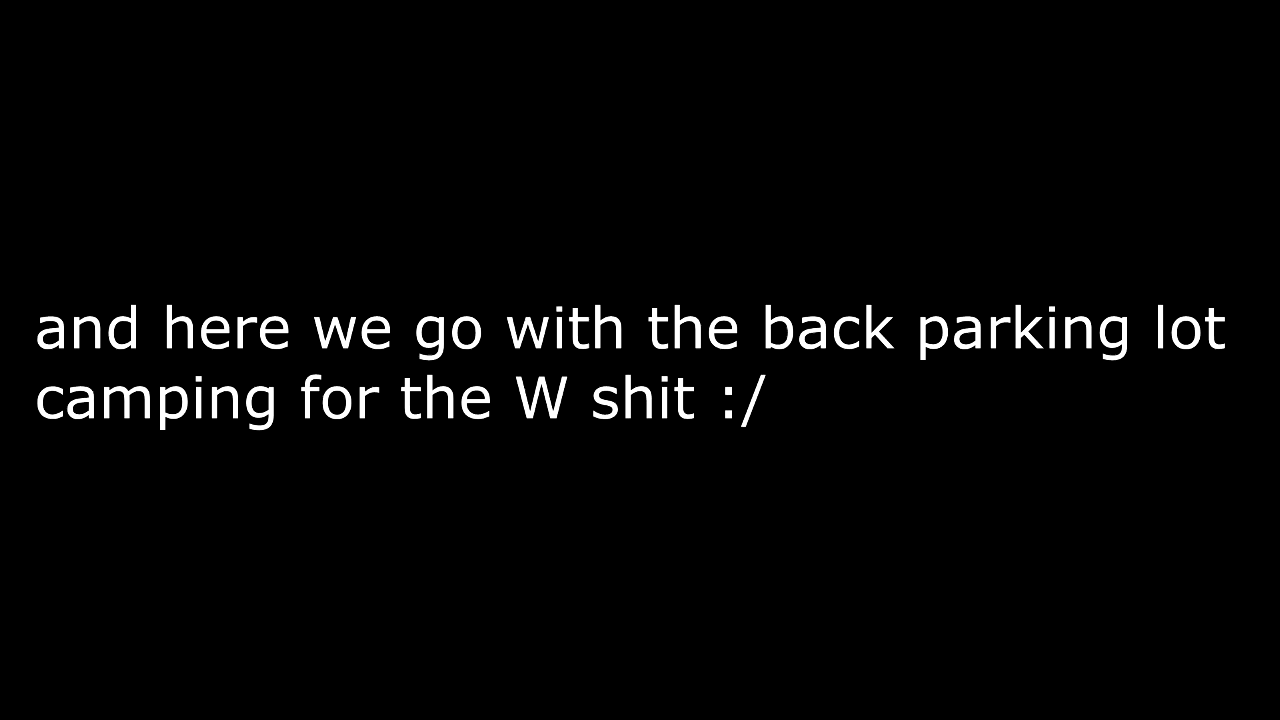 and here we go with the back parking lot
camping for the W shit :/